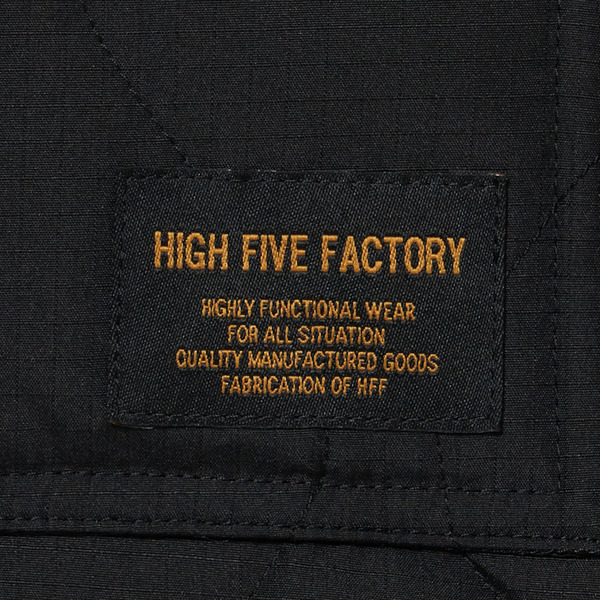 HIGH FIVE FACTORY
HIGHLY FUNCTIONAL WEAR
FOR ALL SITUATION
QUALITY MANUFACTURED GOODS
FABRICATION OF HFF